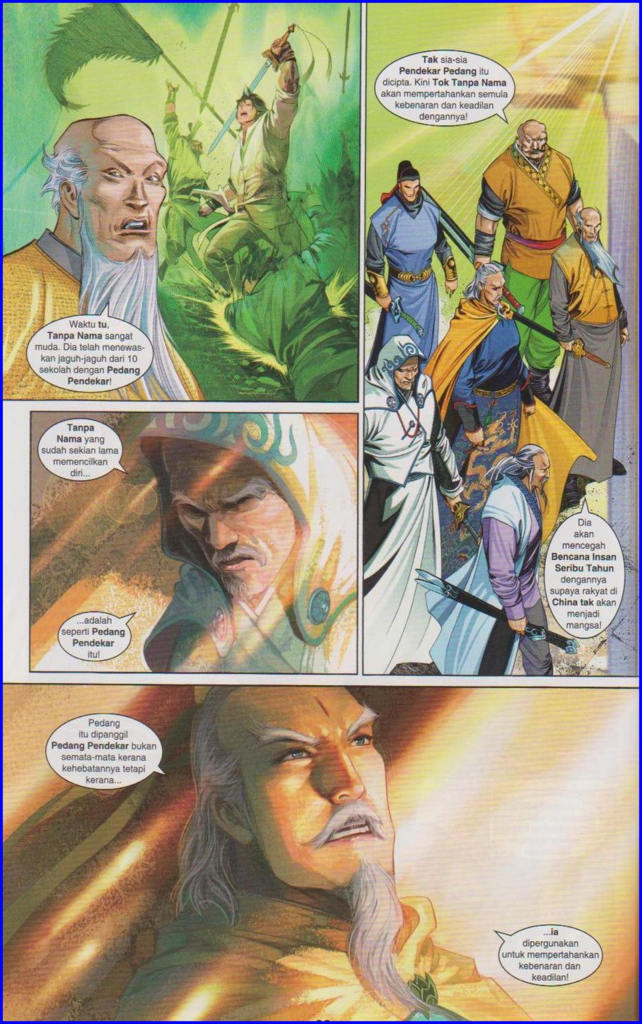 Waktu tu,
Tanpa Nama sangat
muda. Dia telah menewas-
kan jaguh-jaguh dari 10
sekolah dengan Pedang
Pendekar!
Tanpa
Nama yang
sudah sekian lama
memencilkan
diri...
...adalah
seperti Pedang
Pendekar
itu!
Tak sia-sia
Pendekar Pedang itu
dicipta. Kini Tok Tanpa Nama
akan mempertahankan semula
kebenaran dan keadilan
dengannya!
Dia
akan
mencegah
Bencana Insan
Seribu Tahun
dengannya
supaya rakyat di
China tak akan
menjadi
mangsa!
Pedang
itu dipanggil
Pedang Pendekar bukan
semata-mata kerana
kehebatannya tetapi
kerana...
...ia
dipergunakan
untuk mempertahankan
kebenaran dan
keadilan!